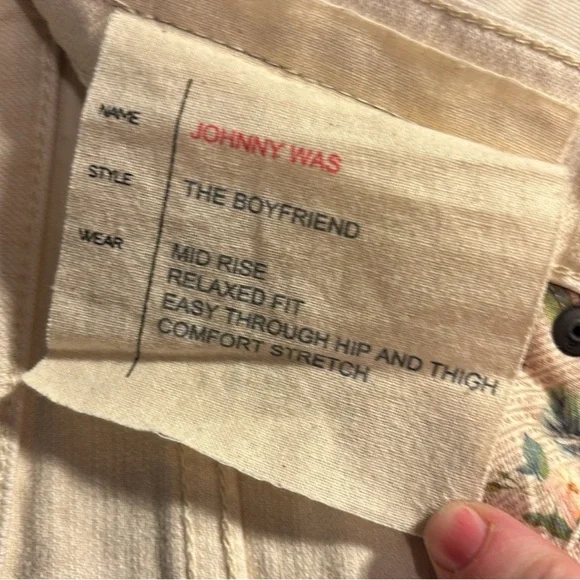 NAME JOHNNY WAS
STYLE THE BOYFRIEND
WEAR MID RISE
RELAXED FIT
EASY THROUGH HIP AND THIGH
COMFORT STRETCH